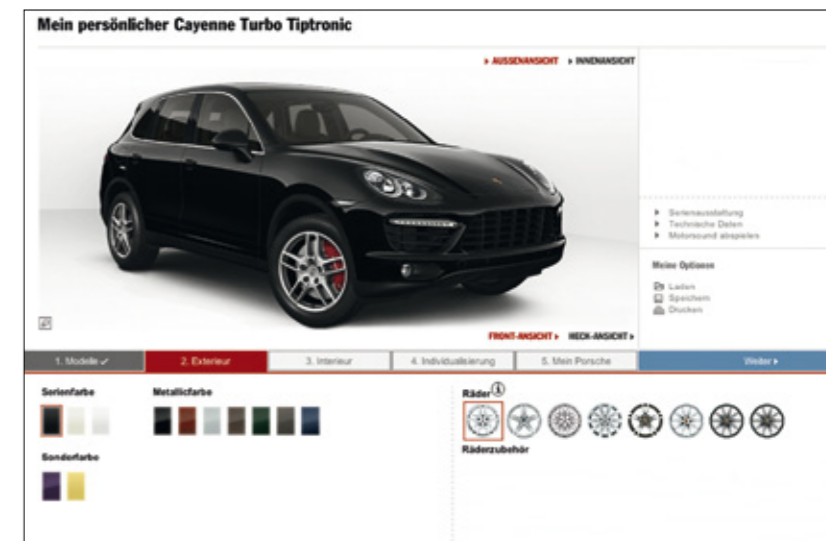 Mein persönlicher Cayenne Turbo Tiptronic
AUSSENANSICHT INNENANSICHT
Serienausstattung
Technische Daten
Motorsound abspielen
Meine Optionen
Laden
Speichern
Drucken
FRONT-ANSICHT HECK-ANSICHT
1. Modelle ✓ 2. Exterieur 3. Interieur 4. Individualisierung 5. Mein Porsche Weiter
Serienfarbe Metallicfarbe Räder i
Räderzubehör
Sonderfarbe